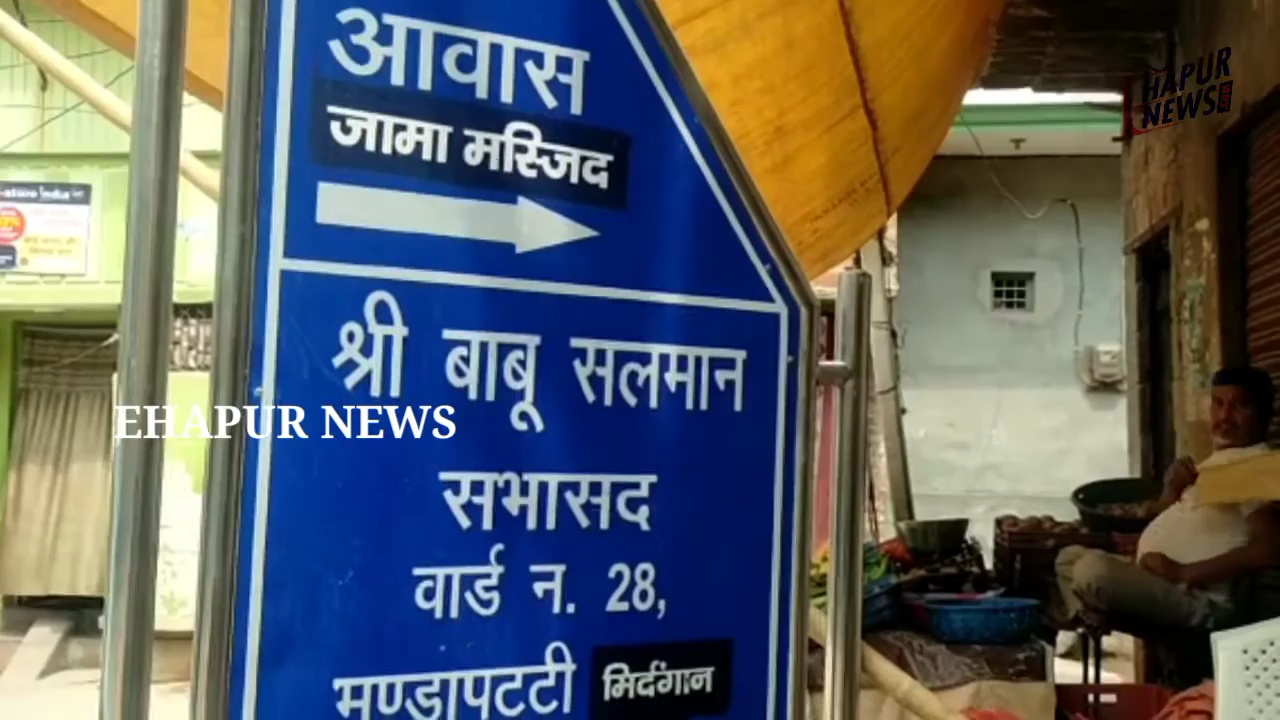 आवास
जामा मस्जिद
श्री बाबू सलमान
सभासद
वार्ड न. 28,
मण्डापटटी मिर्दगान
EHAPUR NEWS
HAPUR
NEWS